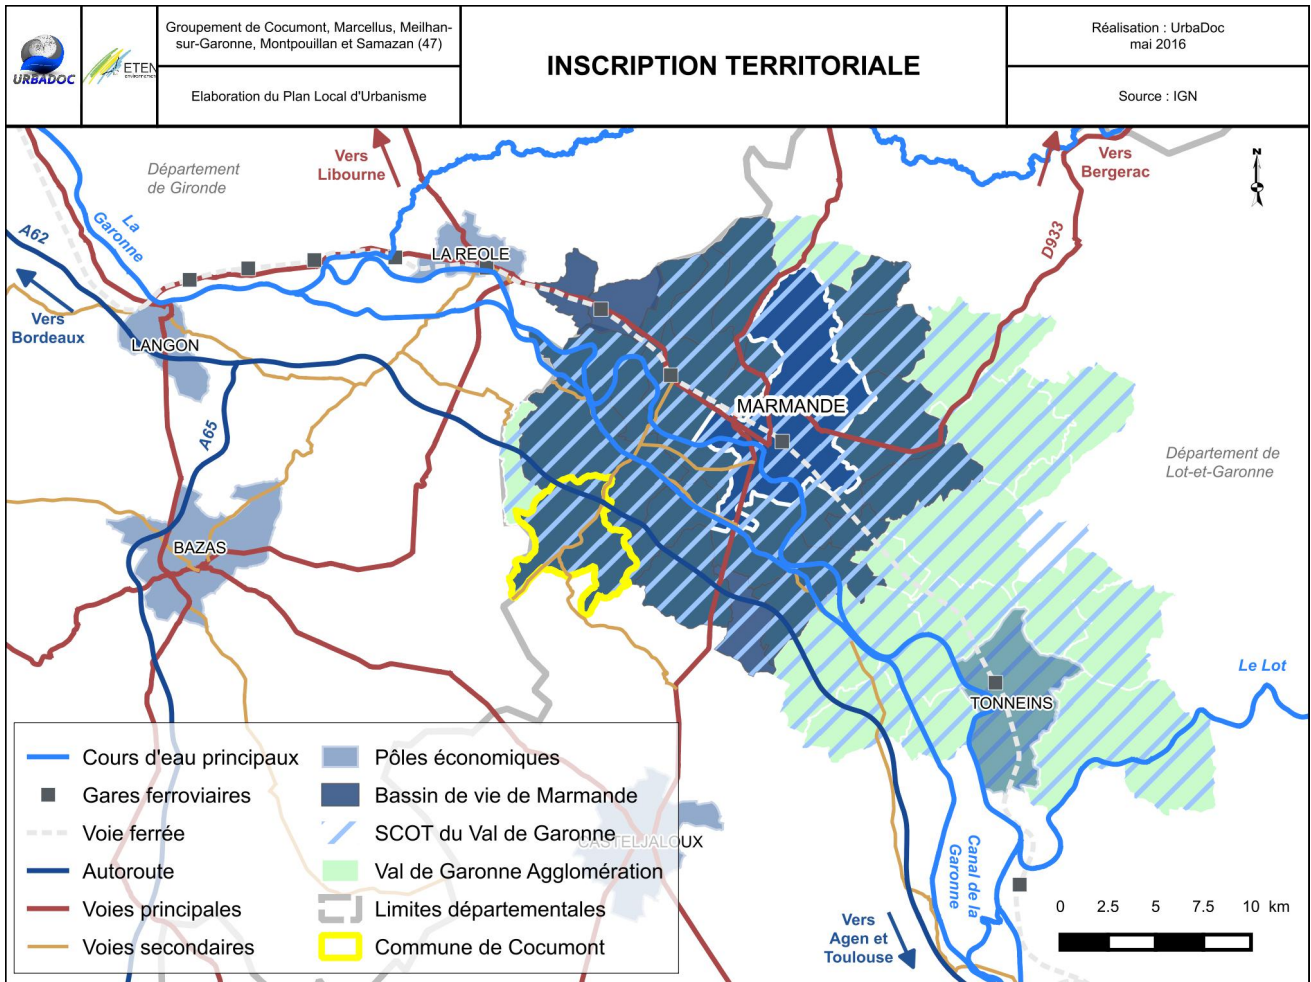 URBADOC
ETEN
environnement
Groupement de Cocumont, Marcellus, Meilhan-
sur-Garonne, Montpouillan et Samazan (47)
Elaboration du Plan Local d'Urbanisme
INSCRIPTION TERRITORIALE
Réalisation : UrbaDoc
mai 2016
Source : IGN
Département
de Gironde
Vers
Libourne
Vers
Bergerac
N
La
Garonne
A62
LA REOLE
D933
Vers
Bordeaux
LANGON
MARMANDE
A65
Département de
Lot-et-Garonne
BAZAS
Le Lot
TONNEINS
Cours d'eau principaux
Gares ferroviaires
Voie ferrée
Autoroute
Voies principales
Voies secondaires
Pôles économiques
Bassin de vie de Marmande
SCOT du Val de Garonne
Val de Garonne Agglomération
Limites départementales
Commune de Cocumont
CASTELJALOUX
Canal de la
Garonne
Vers
Agen et
Toulouse
0 2.5 5 7.5 10 km